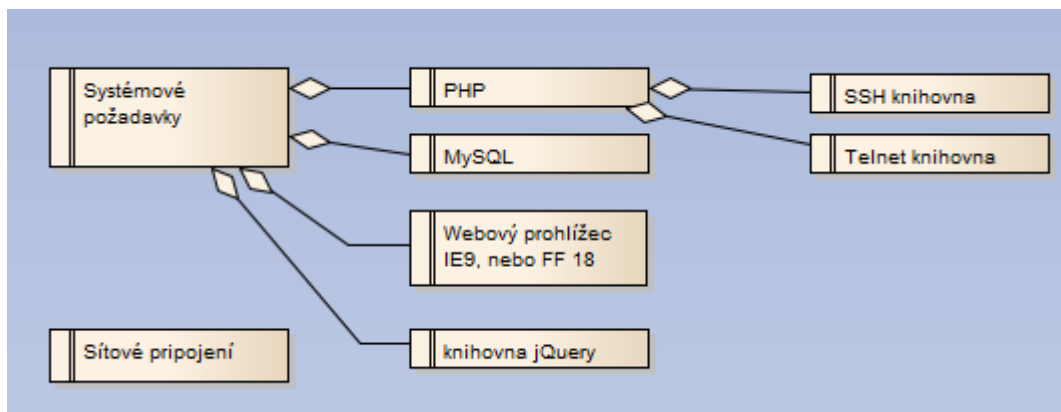 Systémové
požadavky
PHP
SSH knihovna
MySQL
Telnet knihovna
Webový prohlížec
IE9, nebo FF 18
Sítové pripojení
knihovna jQuery